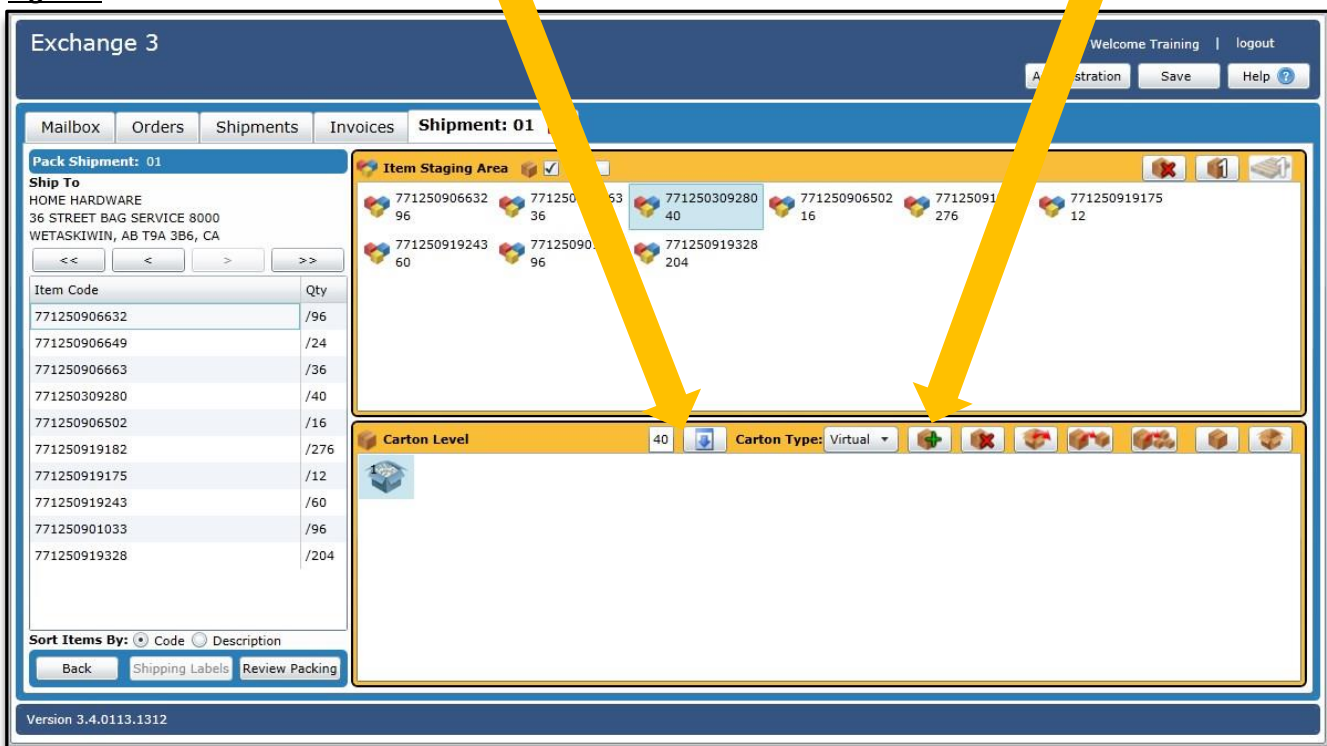 Exchange 3
Welcome Training | logout
Save Help
Mailbox Orders Shipments Invoices Shipment: 01
Pack Shipment: 01
Ship To
HOME HARDWARE
36 STREET BAG SERVICE 8000
WETASKIWIN, AB T9A 3B6, CA
<< < > >>
Item Code Qty
771250906632 /96
771250906649 /24
771250906663 /36
771250309280 /40
771250906502 /16
771250919182 /276
771250919175 /12
771250919243 /60
771250901033 /96
771250919328 /204
Sort Items By: Code Description
Back Shipping Labels Review Packing
Item Staging Area
771250906632 771250309280 771250906502 771250919175
96 36 40 16 276 12
771250919243 771250919328
60 96 204
Carton Level 40 Carton Type: Virtual
1
Version 3.4.0113.1312